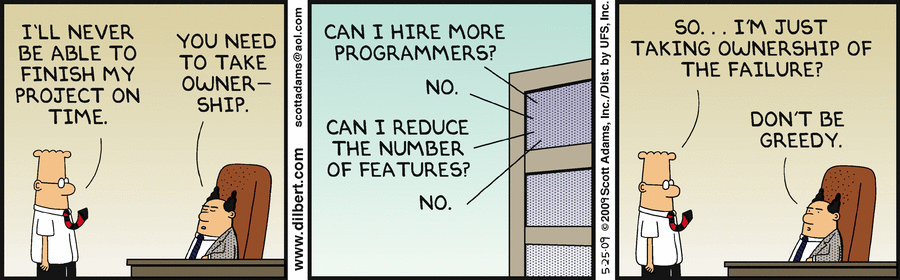 I'LL NEVER
BE ABLE TO
FINISH MY
PROJECT ON
TIME.
YOU NEED
TO TAKE
OWNER—
SHIP.
www.dilbert.com scottadams@aol.com
CAN I HIRE MORE
PROGRAMMERS?
NO.
CAN I REDUCE
THE NUMBER
OF FEATURES?
NO.
5-25-09 ©2009 Scott Adams, Inc./Dist. by UFS, Inc.
SO... I'M JUST
TAKING OWNERSHIP OF
THE FAILURE?
DON'T BE
GREEDY.